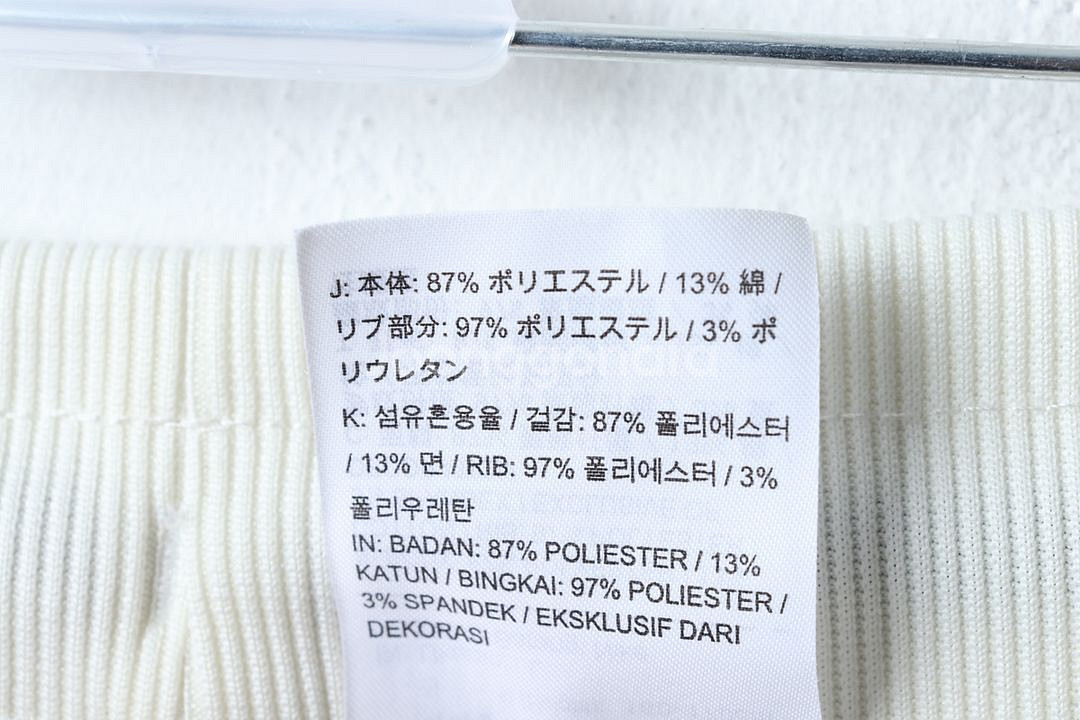 J: 本体: 87% ポリエステル / 13% 綿 /
リブ部分: 97% ポリエステル / 3% ポ
リウレタン
K: 섬유혼용율 / 겉감: 87% 폴리에스터
/ 13% 면 / RIB: 97% 폴리에스터 / 3%
폴리우레탄
IN: BADAN: 87% POLIESTER / 13%
KATUN / BINGKAI: 97% POLIESTER /
3% SPANDEK / EKSKLUSIF DARI
DEKORASI